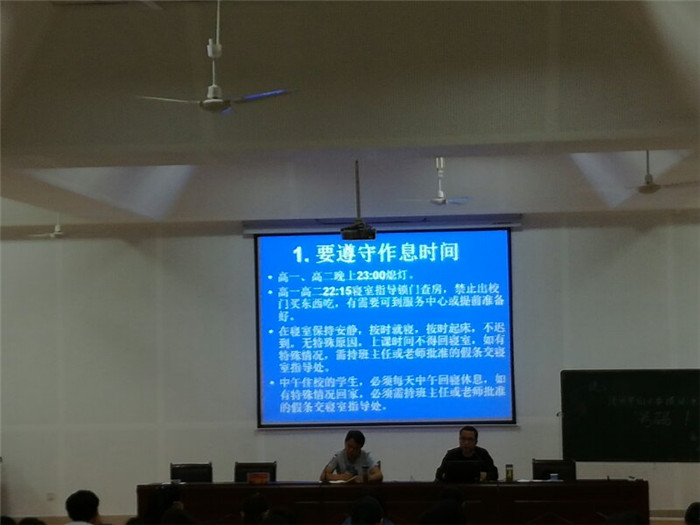 1. 要遵守作息时间
• 高一、高二晚上23:00熄灯。
• 高一高二22:15寝室指导锁门查房，禁止出校
门买东西吃，有需要可到服务中心或提前准备
好。
• 在寝室保持安静，按时就寝，按时起床，不迟
到，无特殊原因，上课时间不得回寝室，如有
特殊情况，需持班主任或老师批准的假条交寝
室指导处。
• 中午住校的学生，必须每天中午回寝休息，如
有特殊情况回家，必须需持班主任或老师批准
的假条交寝室指导处。